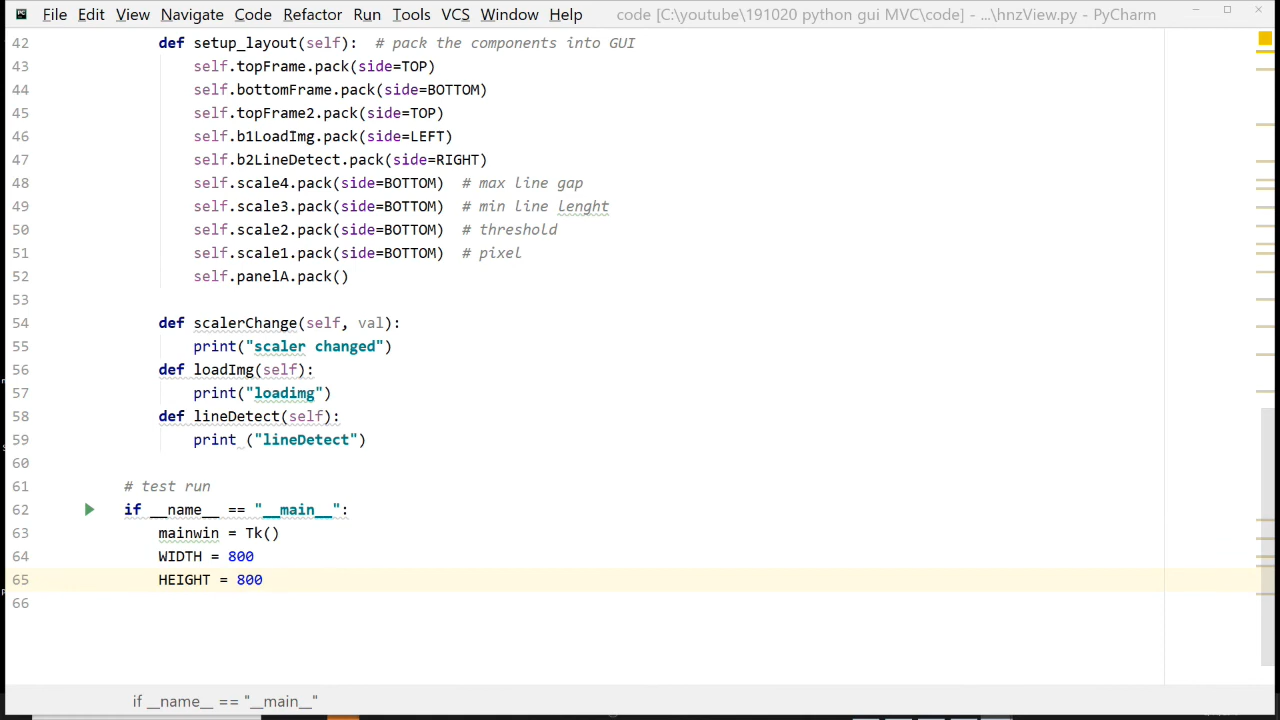 File Edit View Navigate Code Refactor Run Tools VCS Window Help code [C:\youtube\191020 python gui MVC\code] - ...\hnzView.py - PyCharm
42 def setup_layout(self):  # pack the components into GUI
43 self.topFrame.pack(side=TOP)
44 self.bottomFrame.pack(side=BOTTOM)
45 self.topFrame2.pack(side=TOP)
46 self.b1LoadImg.pack(side=LEFT)
47 self.b2LineDetect.pack(side=RIGHT)
48 self.scale4.pack(side=BOTTOM)  # max line gap
49 self.scale3.pack(side=BOTTOM)  # min line lenght
50 self.scale2.pack(side=BOTTOM)  # threshold
51 self.scale1.pack(side=BOTTOM)  # pixel
52 self.panelA.pack()
53
54 def scalerChange(self, val):
55 print("scaler changed")
56 def loadImg(self):
57 print("loadimg")
58 def lineDetect(self):
59 print ("lineDetect")
60
61 # test run
62 if __name__ == "__main__":
63 mainwin = Tk()
64 WIDTH = 800
65 HEIGHT = 800
66
if __name__ == "__main__"